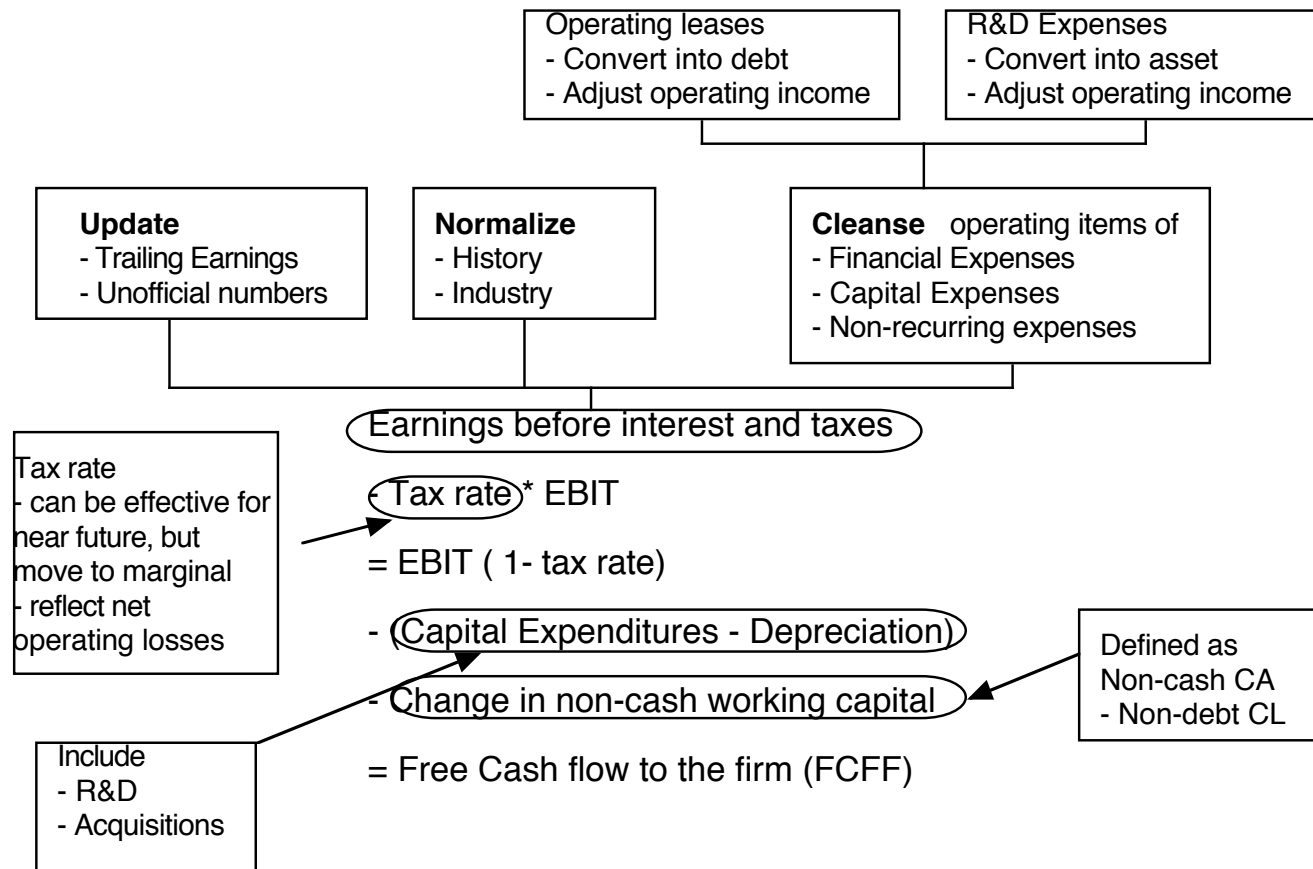 Operating leases
- Convert into debt
- Adjust operating income
R&D Expenses
- Convert into asset
- Adjust operating income
Update
- Trailing Earnings
- Unofficial numbers
Normalize
- History
- Industry
Cleanse operating items of
- Financial Expenses
- Capital Expenses
- Non-recurring expenses
Earnings before interest and taxes
Tax rate
- can be effective for
near future, but
move to marginal
- reflect net
operating losses
- Tax rate * EBIT
= EBIT ( 1- tax rate)
- (Capital Expenditures - Depreciation)
- Change in non-cash working capital
= Free Cash flow to the firm (FCFF)
Defined as
Non-cash CA
- Non-debt CL
Include
- R&D
- Acquisitions